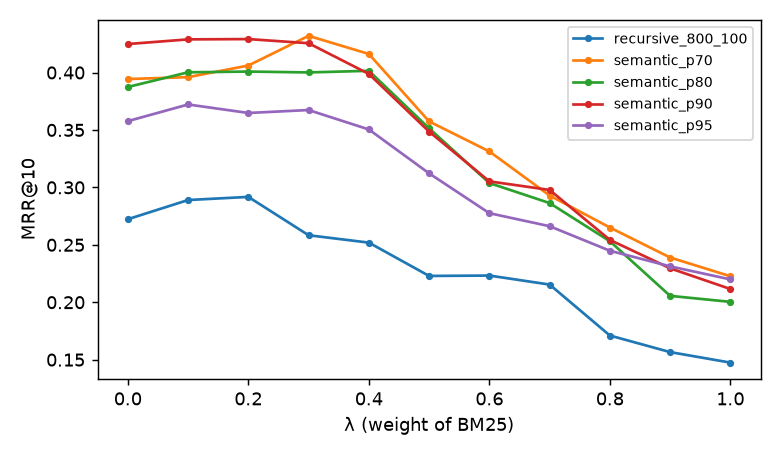 recursive_800_100
semantic_p70
semantic_p80
semantic_p90
semantic_p95
MRR@10
0.40
0.35
0.30
0.25
0.20
0.15
0.0 0.2 0.4 0.6 0.8 1.0
λ (weight of BM25)